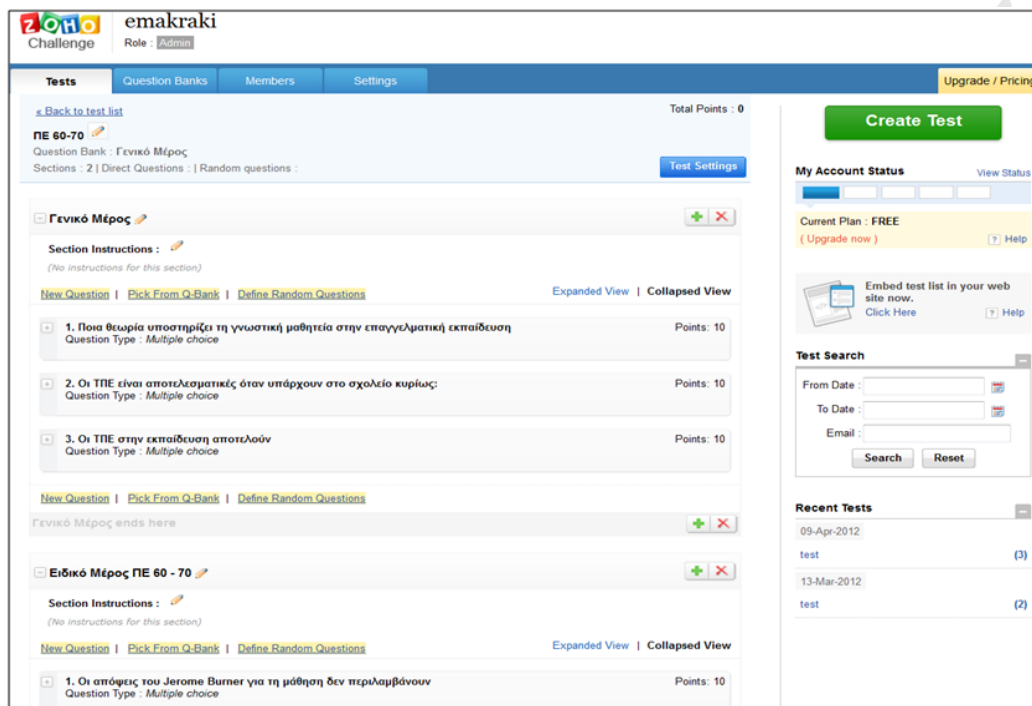 ZOHO
Challenge
emakraki
Role : Admin
Tests
Question Banks
Members
Settings
Upgrade / Pricing
« Back to test list
Total Points : 0
ΠΕ 60-70
Question Bank : Γενικό Μέρος
Sections : 2 | Direct Questions : | Random questions :
Test Settings
Γενικό Μέρος
Section Instructions :
(No instructions for this section)
New Question | Pick From Q-Bank | Define Random Questions
Expanded View | Collapsed View
1. Ποια θεωρία υποστηρίζει τη γνωστική μαθητεία στην επαγγελματική εκπαίδευση
Points: 10
Question Type : Multiple choice
2. Οι ΤΠΕ είναι αποτελεσματικές όταν υπάρχουν στο σχολείο κυρίως:
Points: 10
Question Type : Multiple choice
3. Οι ΤΠΕ στην εκπαίδευση αποτελούν
Points: 10
Question Type : Multiple choice
New Question | Pick From Q-Bank | Define Random Questions
Γενικό Μέρος ends here
Ειδικό Μέρος ΠΕ 60 - 70
Section Instructions :
(No instructions for this section)
New Question | Pick From Q-Bank | Define Random Questions
Expanded View | Collapsed View
1. Οι απόψεις του Jerome Burner για τη μάθηση δεν περιλαμβάνουν
Points: 10
Question Type : Multiple choice
Create Test
My Account Status
View Status
Current Plan : FREE
( Upgrade now )
? Help
Embed test list in your web
site now.
Click Here
? Help
Test Search
From Date :
To Date :
Email :
Search
Reset
Recent Tests
09-Apr-2012
test
(3)
13-Mar-2012
test
(2)